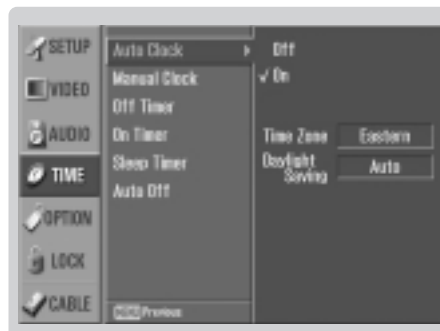 SETUP
VIDEO
AUDIO
TIME
OPTION
LOCK
CABLE
Auto Clock
Manual Clock
Off Timer
On Timer
Sleep Timer
Auto Off
MENU Previous
Off
√ On
Time Zone Eastern
Daylight
Saving Auto